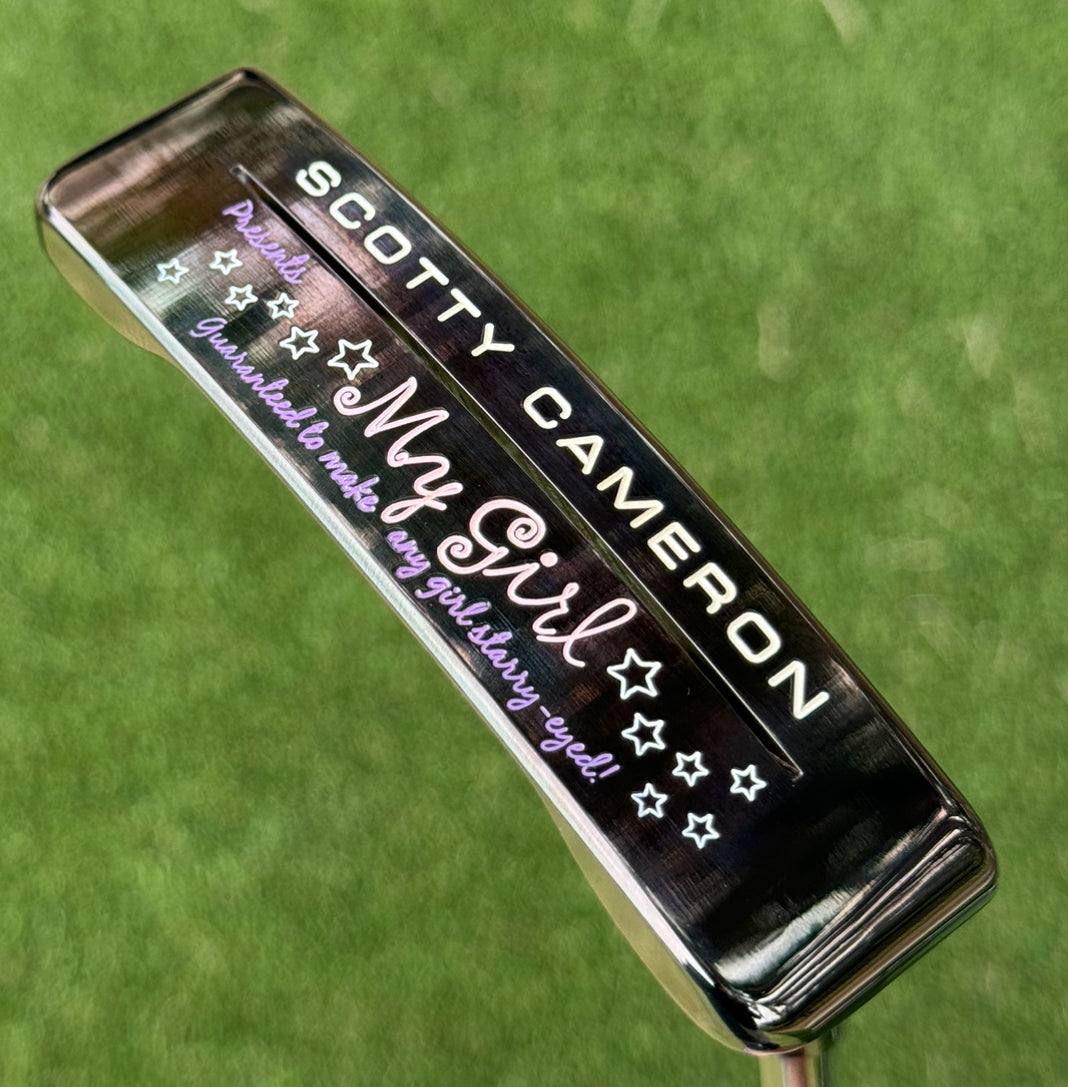 SCOTTY CAMERON
Presents
My Girl
Guaranteed to make any girl starry-eyed!